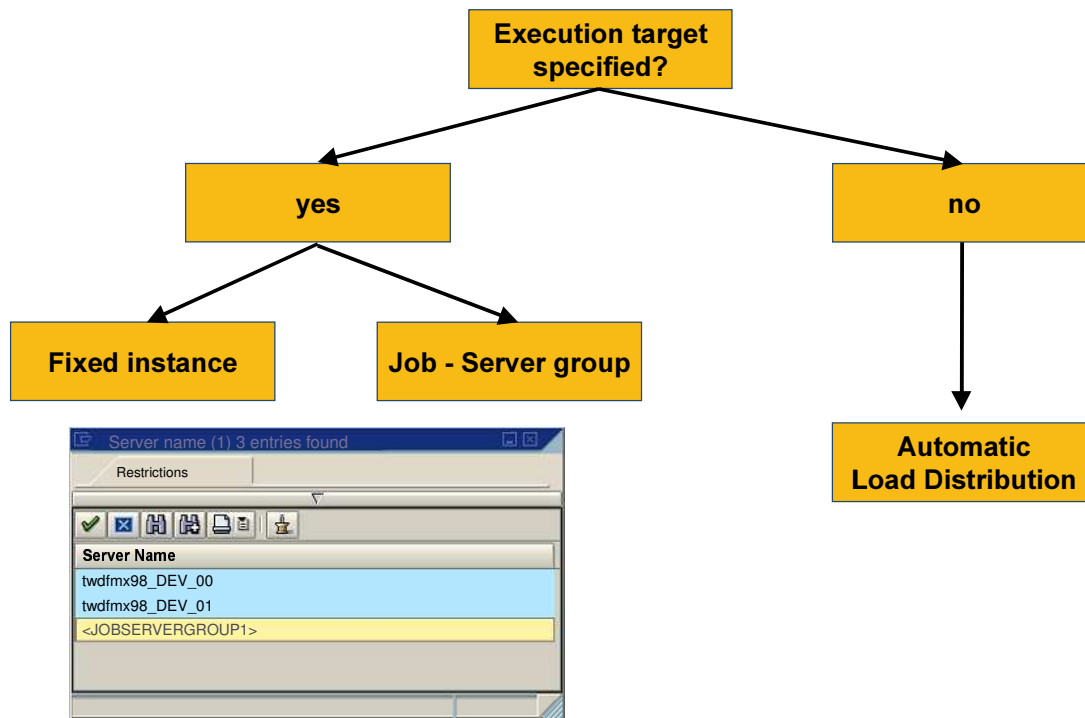 Execution target
specified?
yes
no
Fixed instance
Job - Server group
Automatic
Load Distribution
Server name (1) 3 entries found
Restrictions
Server Name
twdfmx98_DEV_00
twdfmx98_DEV_01
<JOBSERVERGROUP1>